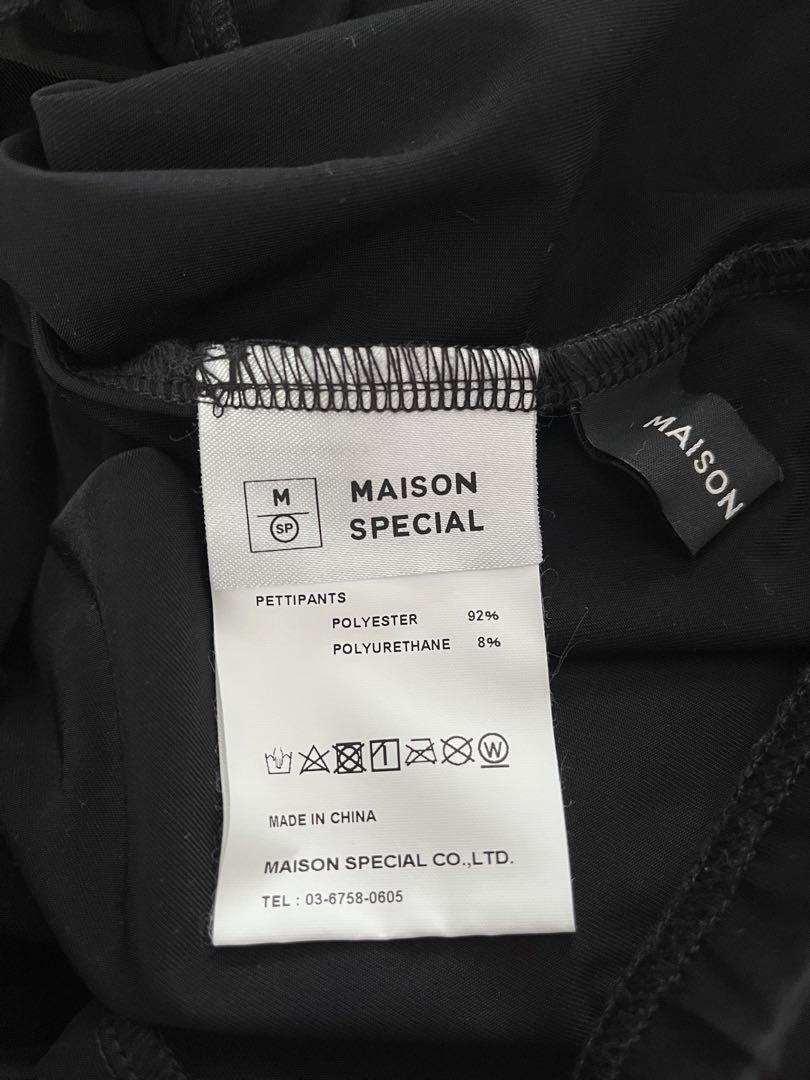 M
SP
MAISON
SPECIAL
MAISON
PETTIPANTS
POLYESTER 92%
POLYURETHANE 8%
W
MADE IN CHINA
MAISON SPECIAL CO.,LTD.
TEL : 03-6758-0605